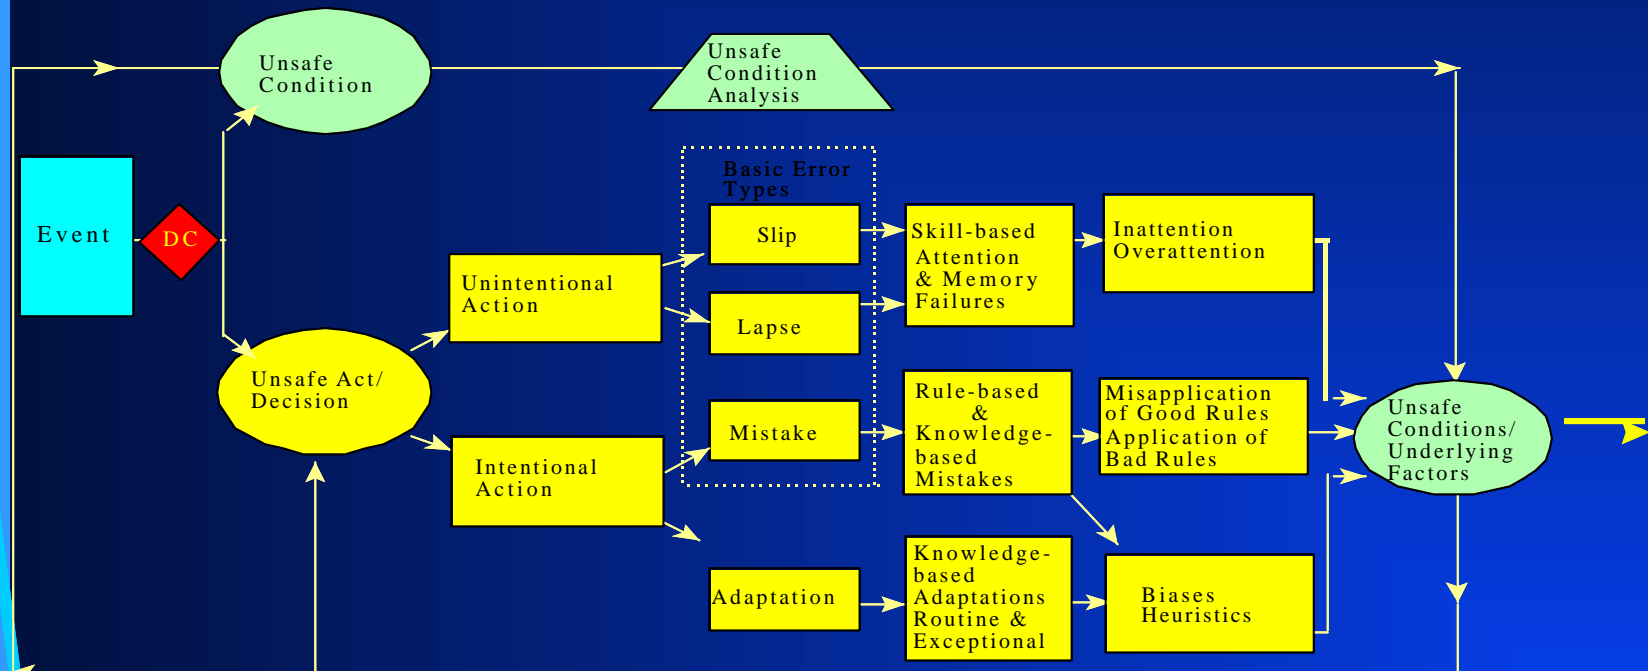 Unsafe
Condition
Unsafe
Condition
Analysis
Event
DC
Basic Error
Types
Slip
Lapse
Mistake
Skill-based
Attention
& Memory
Failures
Inattention
Overattention
Unintentional
Action
Unsafe Act/
Decision
Intentional
Action
Rule-based
&
Knowledge-
based
Mistakes
Misapplication
of Good Rules
Application of
Bad Rules
Unsafe
Conditions/
Underlying
Factors
Adaptation
Knowledge-
based
Adaptations
Routine &
Exceptional
Biases
Heuristics